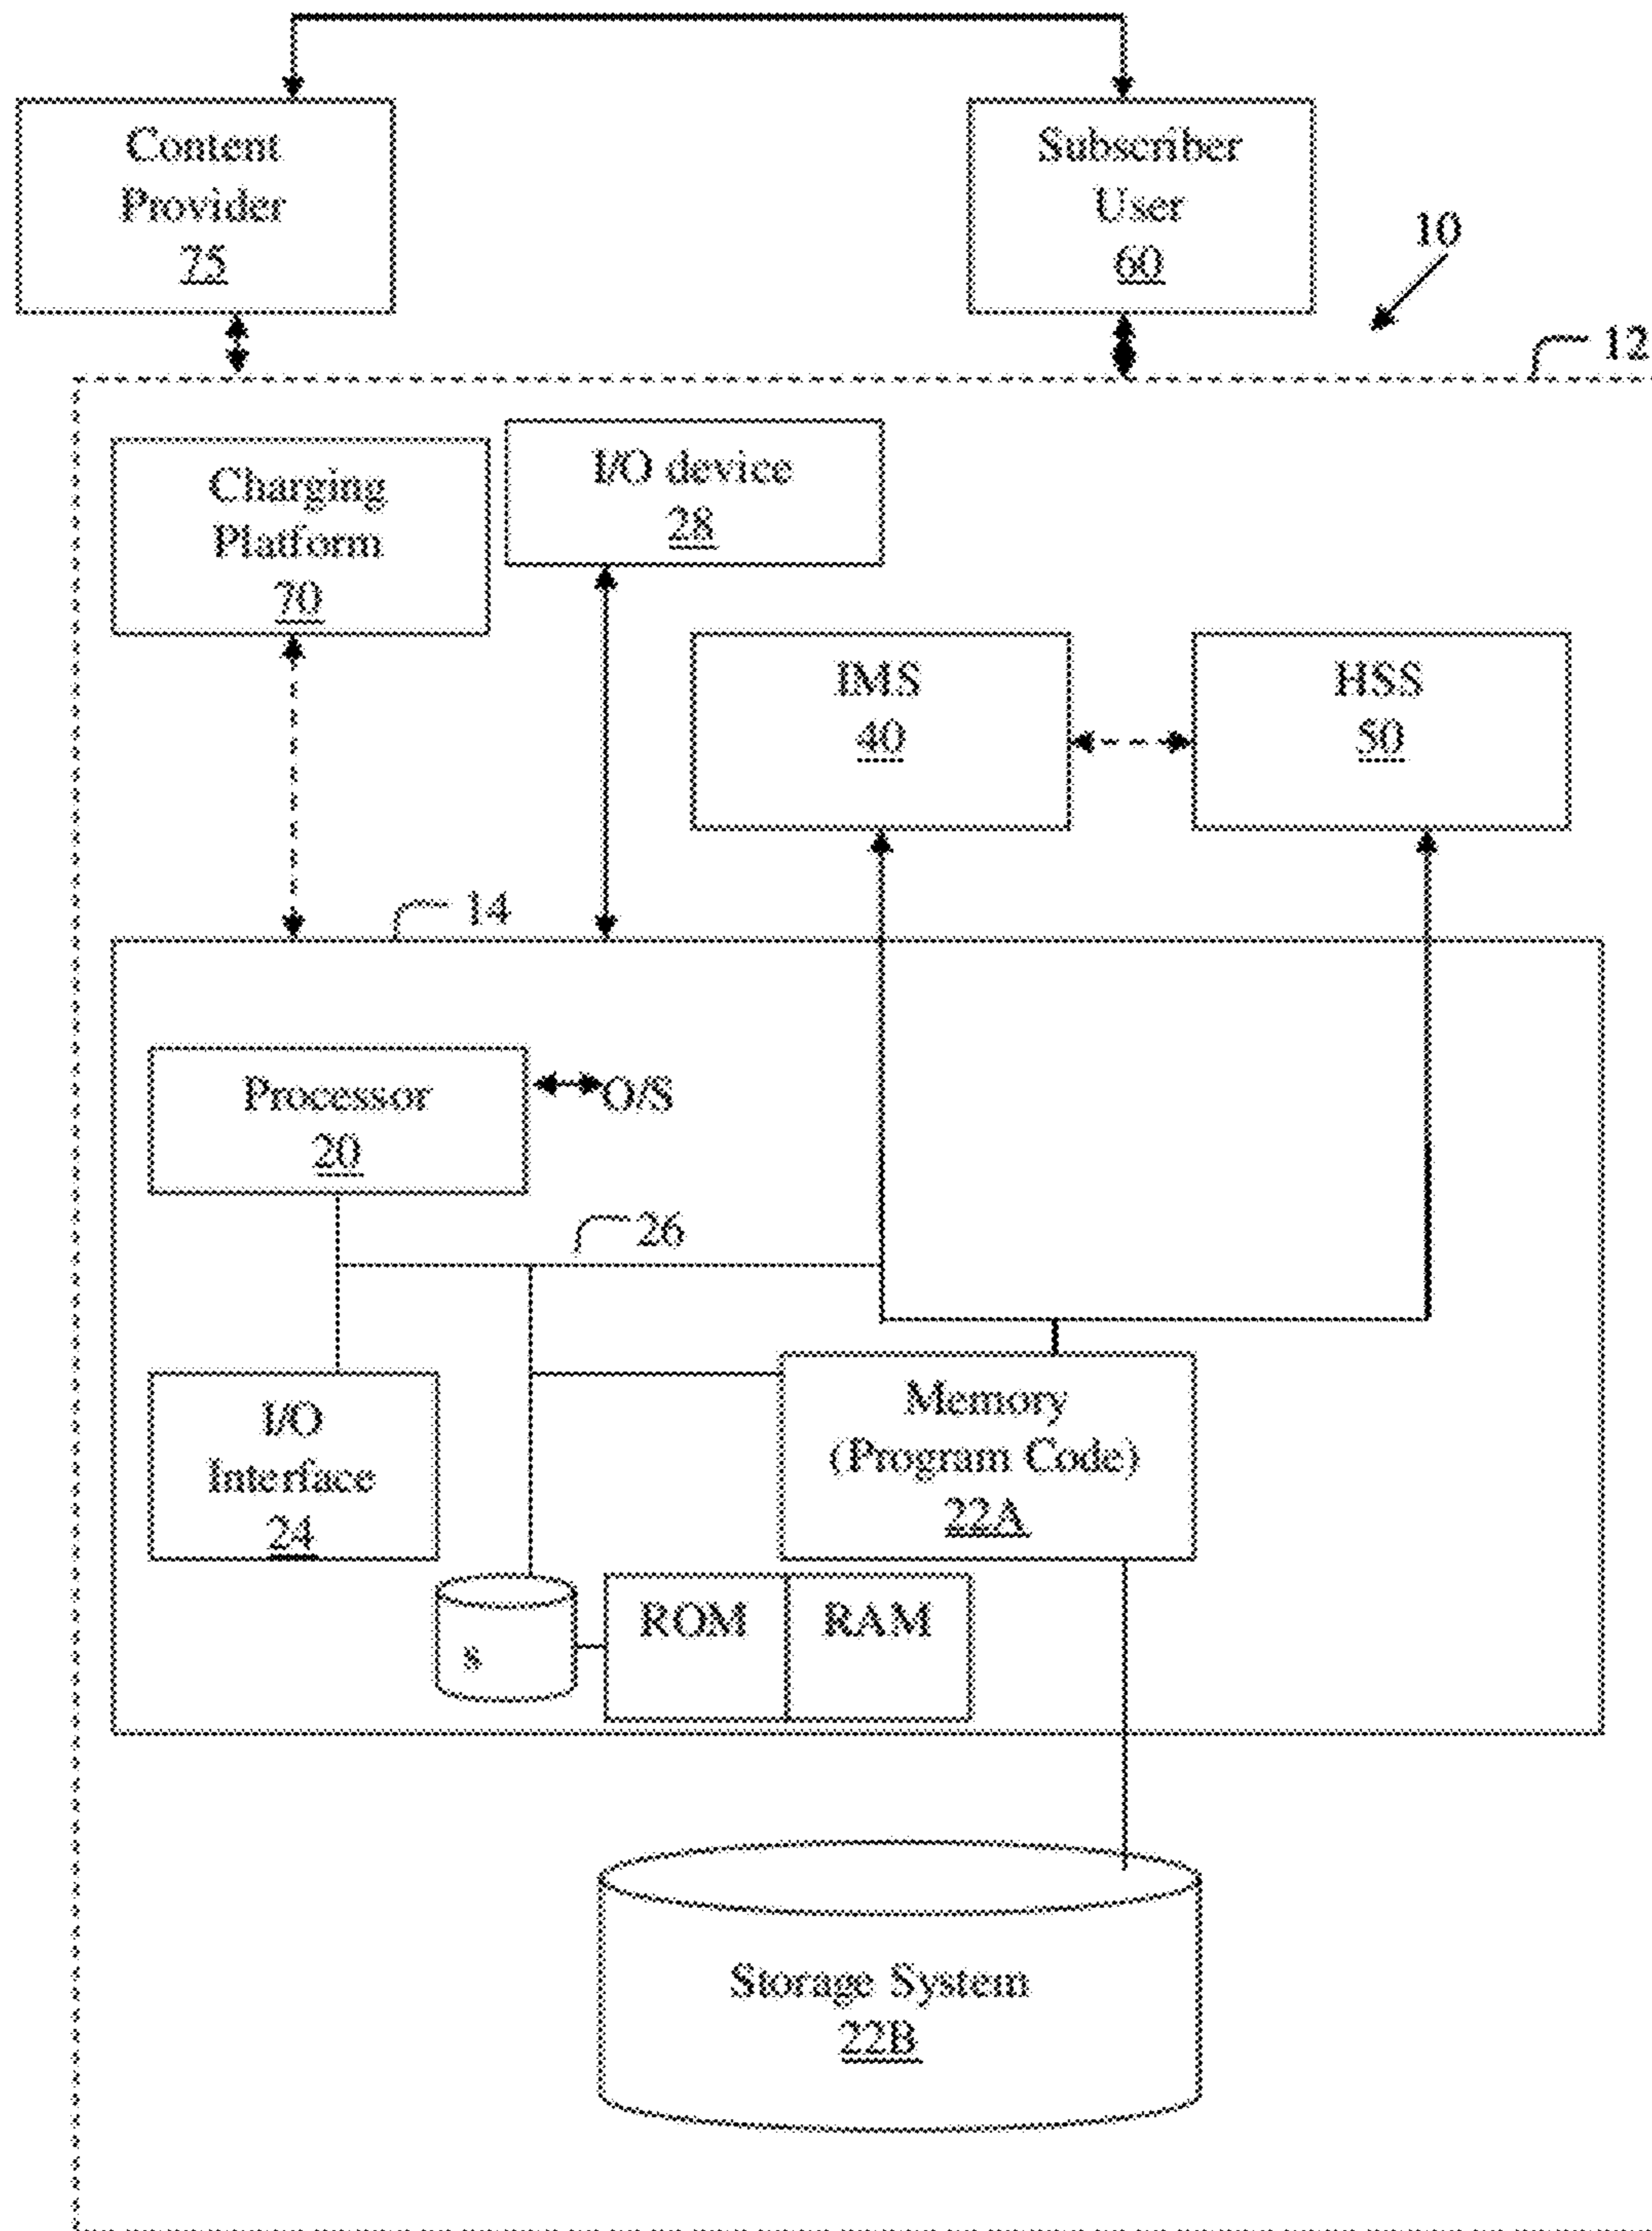 Content
Provider
75
Subscriber
User
60
10
12
Charging
Platform
70
I/O device
28
IMS
40
HSS
50
14
Processor
20
O/S
26
I/O
Interface
24
Memory
(Program Code)
22A
s
ROM
RAM
Storage System
22B